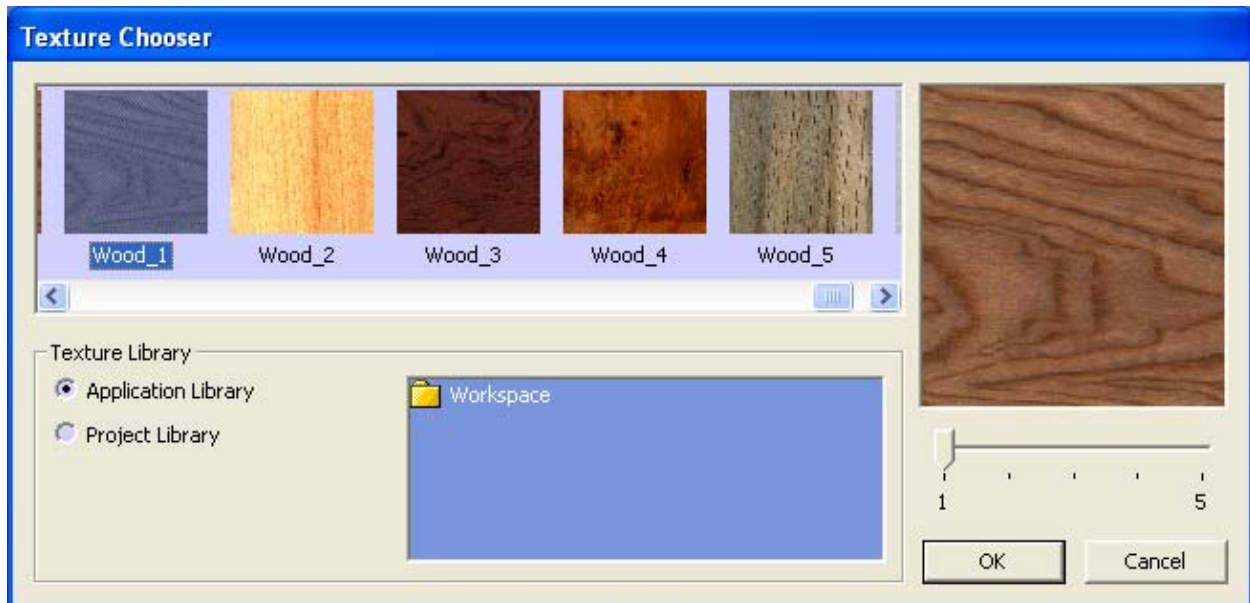 Texture Chooser
Wood_1 Wood_2 Wood_3 Wood_4 Wood_5
Texture Library
Application Library
Workspace
Project Library
1 5
OK Cancel